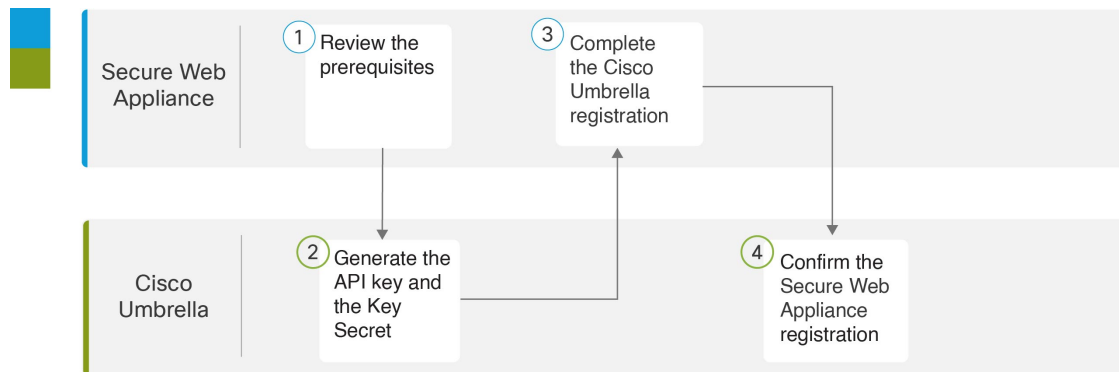 Secure Web
Appliance
1
Review the
prerequisites
3
Complete
the Cisco
Umbrella
registration
Cisco
Umbrella
2
Generate the
API key and
the Key
Secret
4
Confirm the
Secure Web
Appliance
registration